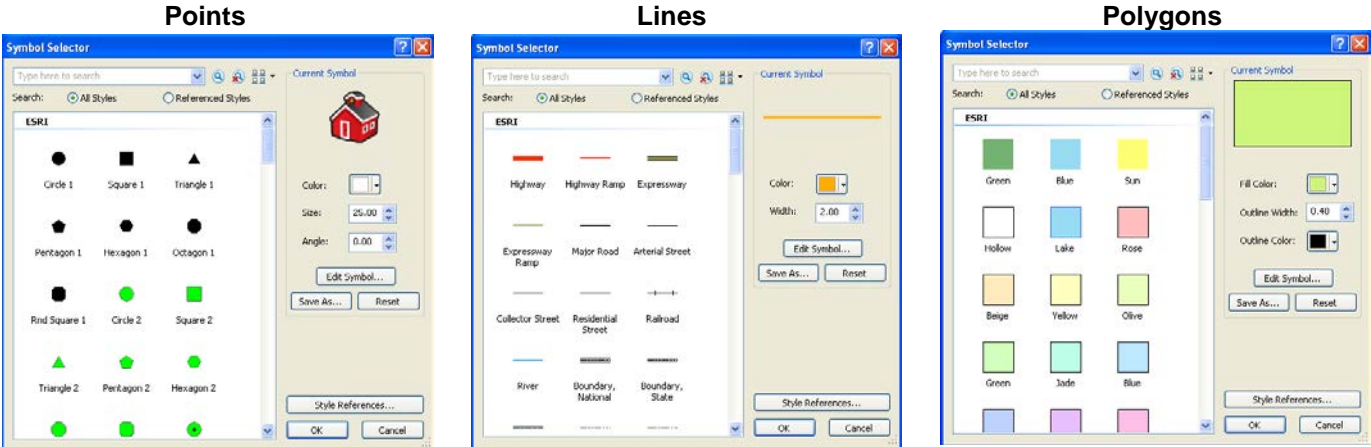 Points
Symbol Selector
Type here to search
Current Symbol
Search:
All Styles
Referenced Styles
ESRI
Circle 1
Square 1
Triangle 1
Color:
Size:
25.00
Pentagon 1
Hexagon 1
Octagon 1
Angle:
0.00
Edit Symbol...
Save As...
Reset
Rnd Square 1
Circle 2
Square 2
Triangle 2
Pentagon 2
Hexagon 2
Style References...
OK
Cancel
Lines
Symbol Selector
Type here to search
Current Symbol
Search:
All Styles
Referenced Styles
ESRI
Highway
Highway Ramp
Expressway
Color:
Width:
2.00
Expressway
Ramp
Major Road
Arterial Street
Edit Symbol...
Save As...
Reset
Collector Street
Residential
Street
Railroad
River
Boundary,
National
Boundary,
State
Style References...
OK
Cancel
Polygons
Symbol Selector
Type here to search
Current Symbol
Search:
All Styles
Referenced Styles
ESRI
Green
Blue
Sun
Fill Color:
Outline Width:
0.40
Outline Color:
Hollow
Lake
Rose
Edit Symbol...
Save As...
Reset
Beige
Yellow
Olive
Green
Jade
Blue
Style References...
OK
Cancel